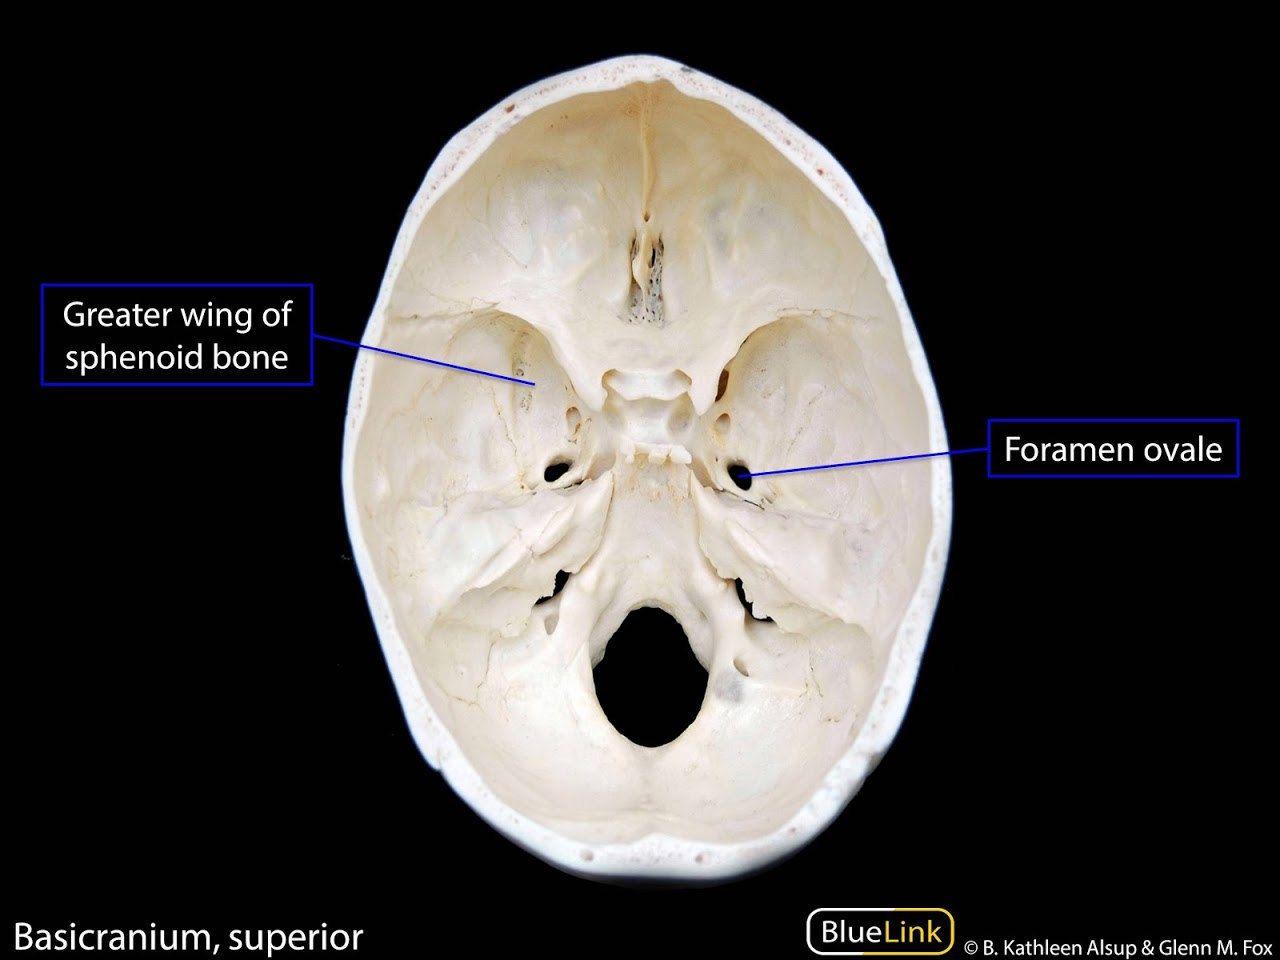 Greater wing of
sphenoid bone
Foramen ovale
Basicranium, superior
BlueLink
© B. Kathleen Alsup & Glenn M. Fox